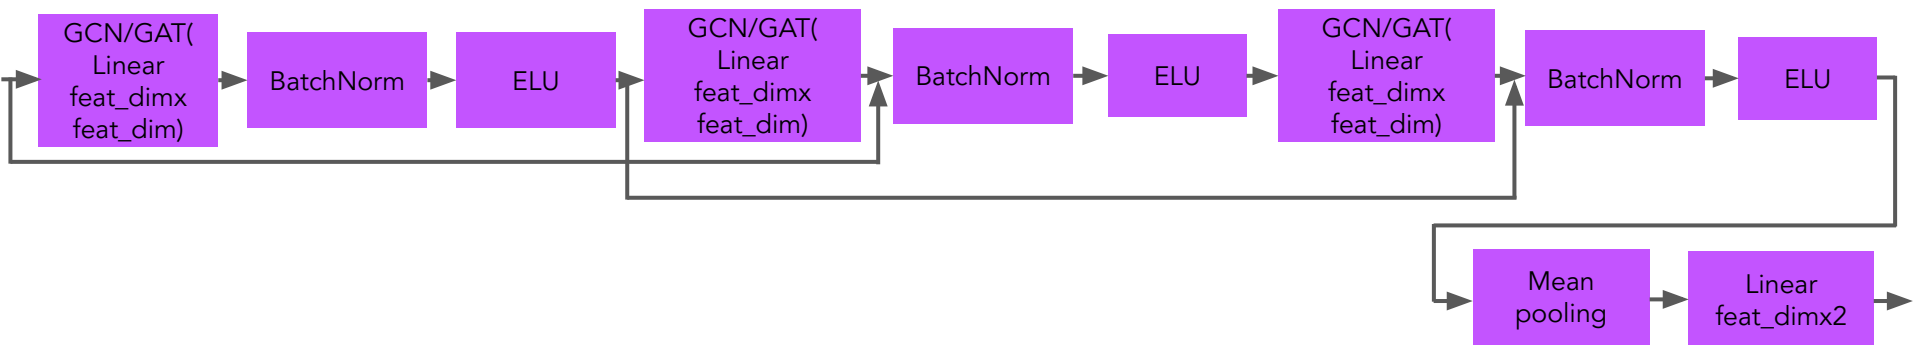 GCN/GAT(
Linear
feat_dimx
feat_dim)
BatchNorm
ELU
GCN/GAT(
Linear
feat_dimx
feat_dim)
BatchNorm
ELU
GCN/GAT(
Linear
feat_dimx
feat_dim)
BatchNorm
ELU
Mean
pooling
Linear
feat_dimx2